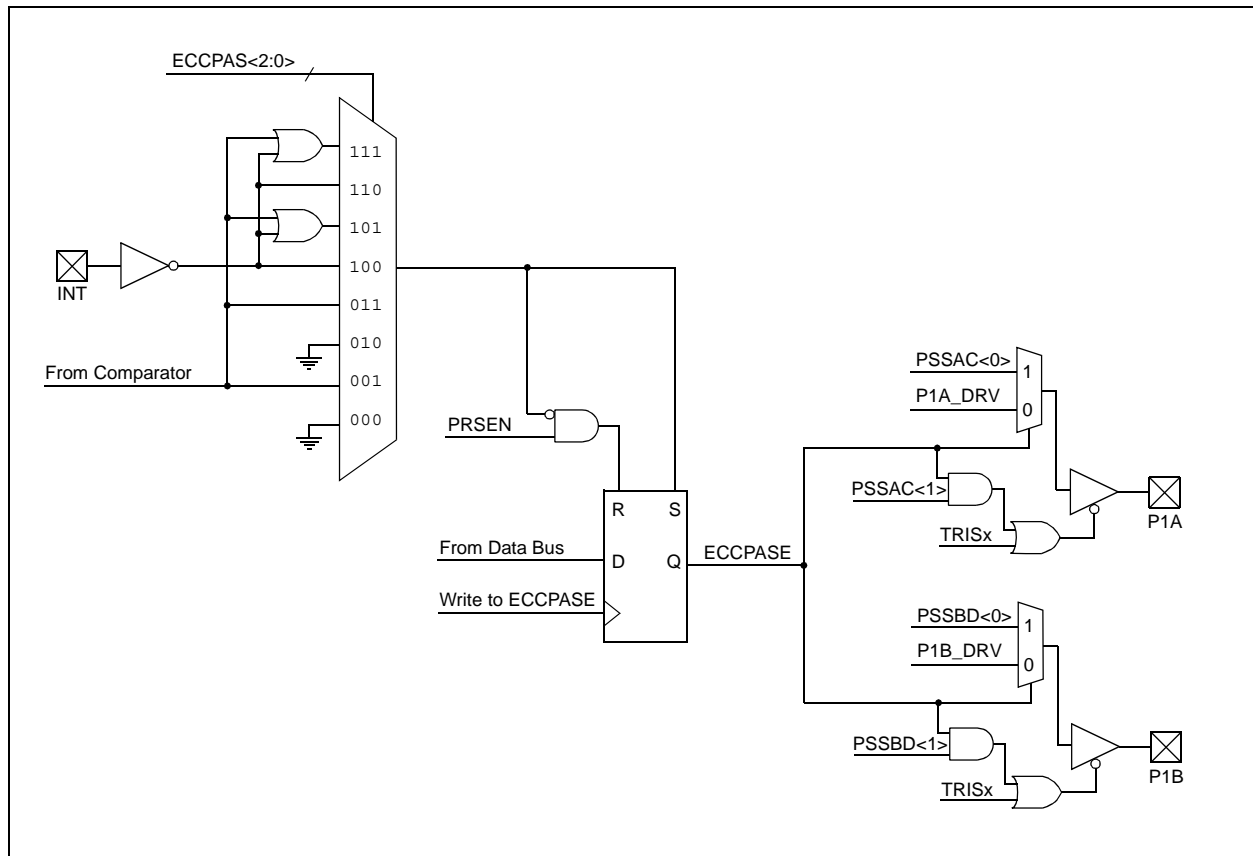 ECCPAS<2:0>
111
110
101
100
011
010
001
000
INT
From Comparator
PRSEN
R
S
From Data Bus
D
Q
ECCPASE
Write to ECCPASE
PSSAC<0>
1
P1A_DRV
0
PSSAC<1>
TRISx
P1A
PSSBD<0>
1
P1B_DRV
0
PSSBD<1>
TRISx
P1B